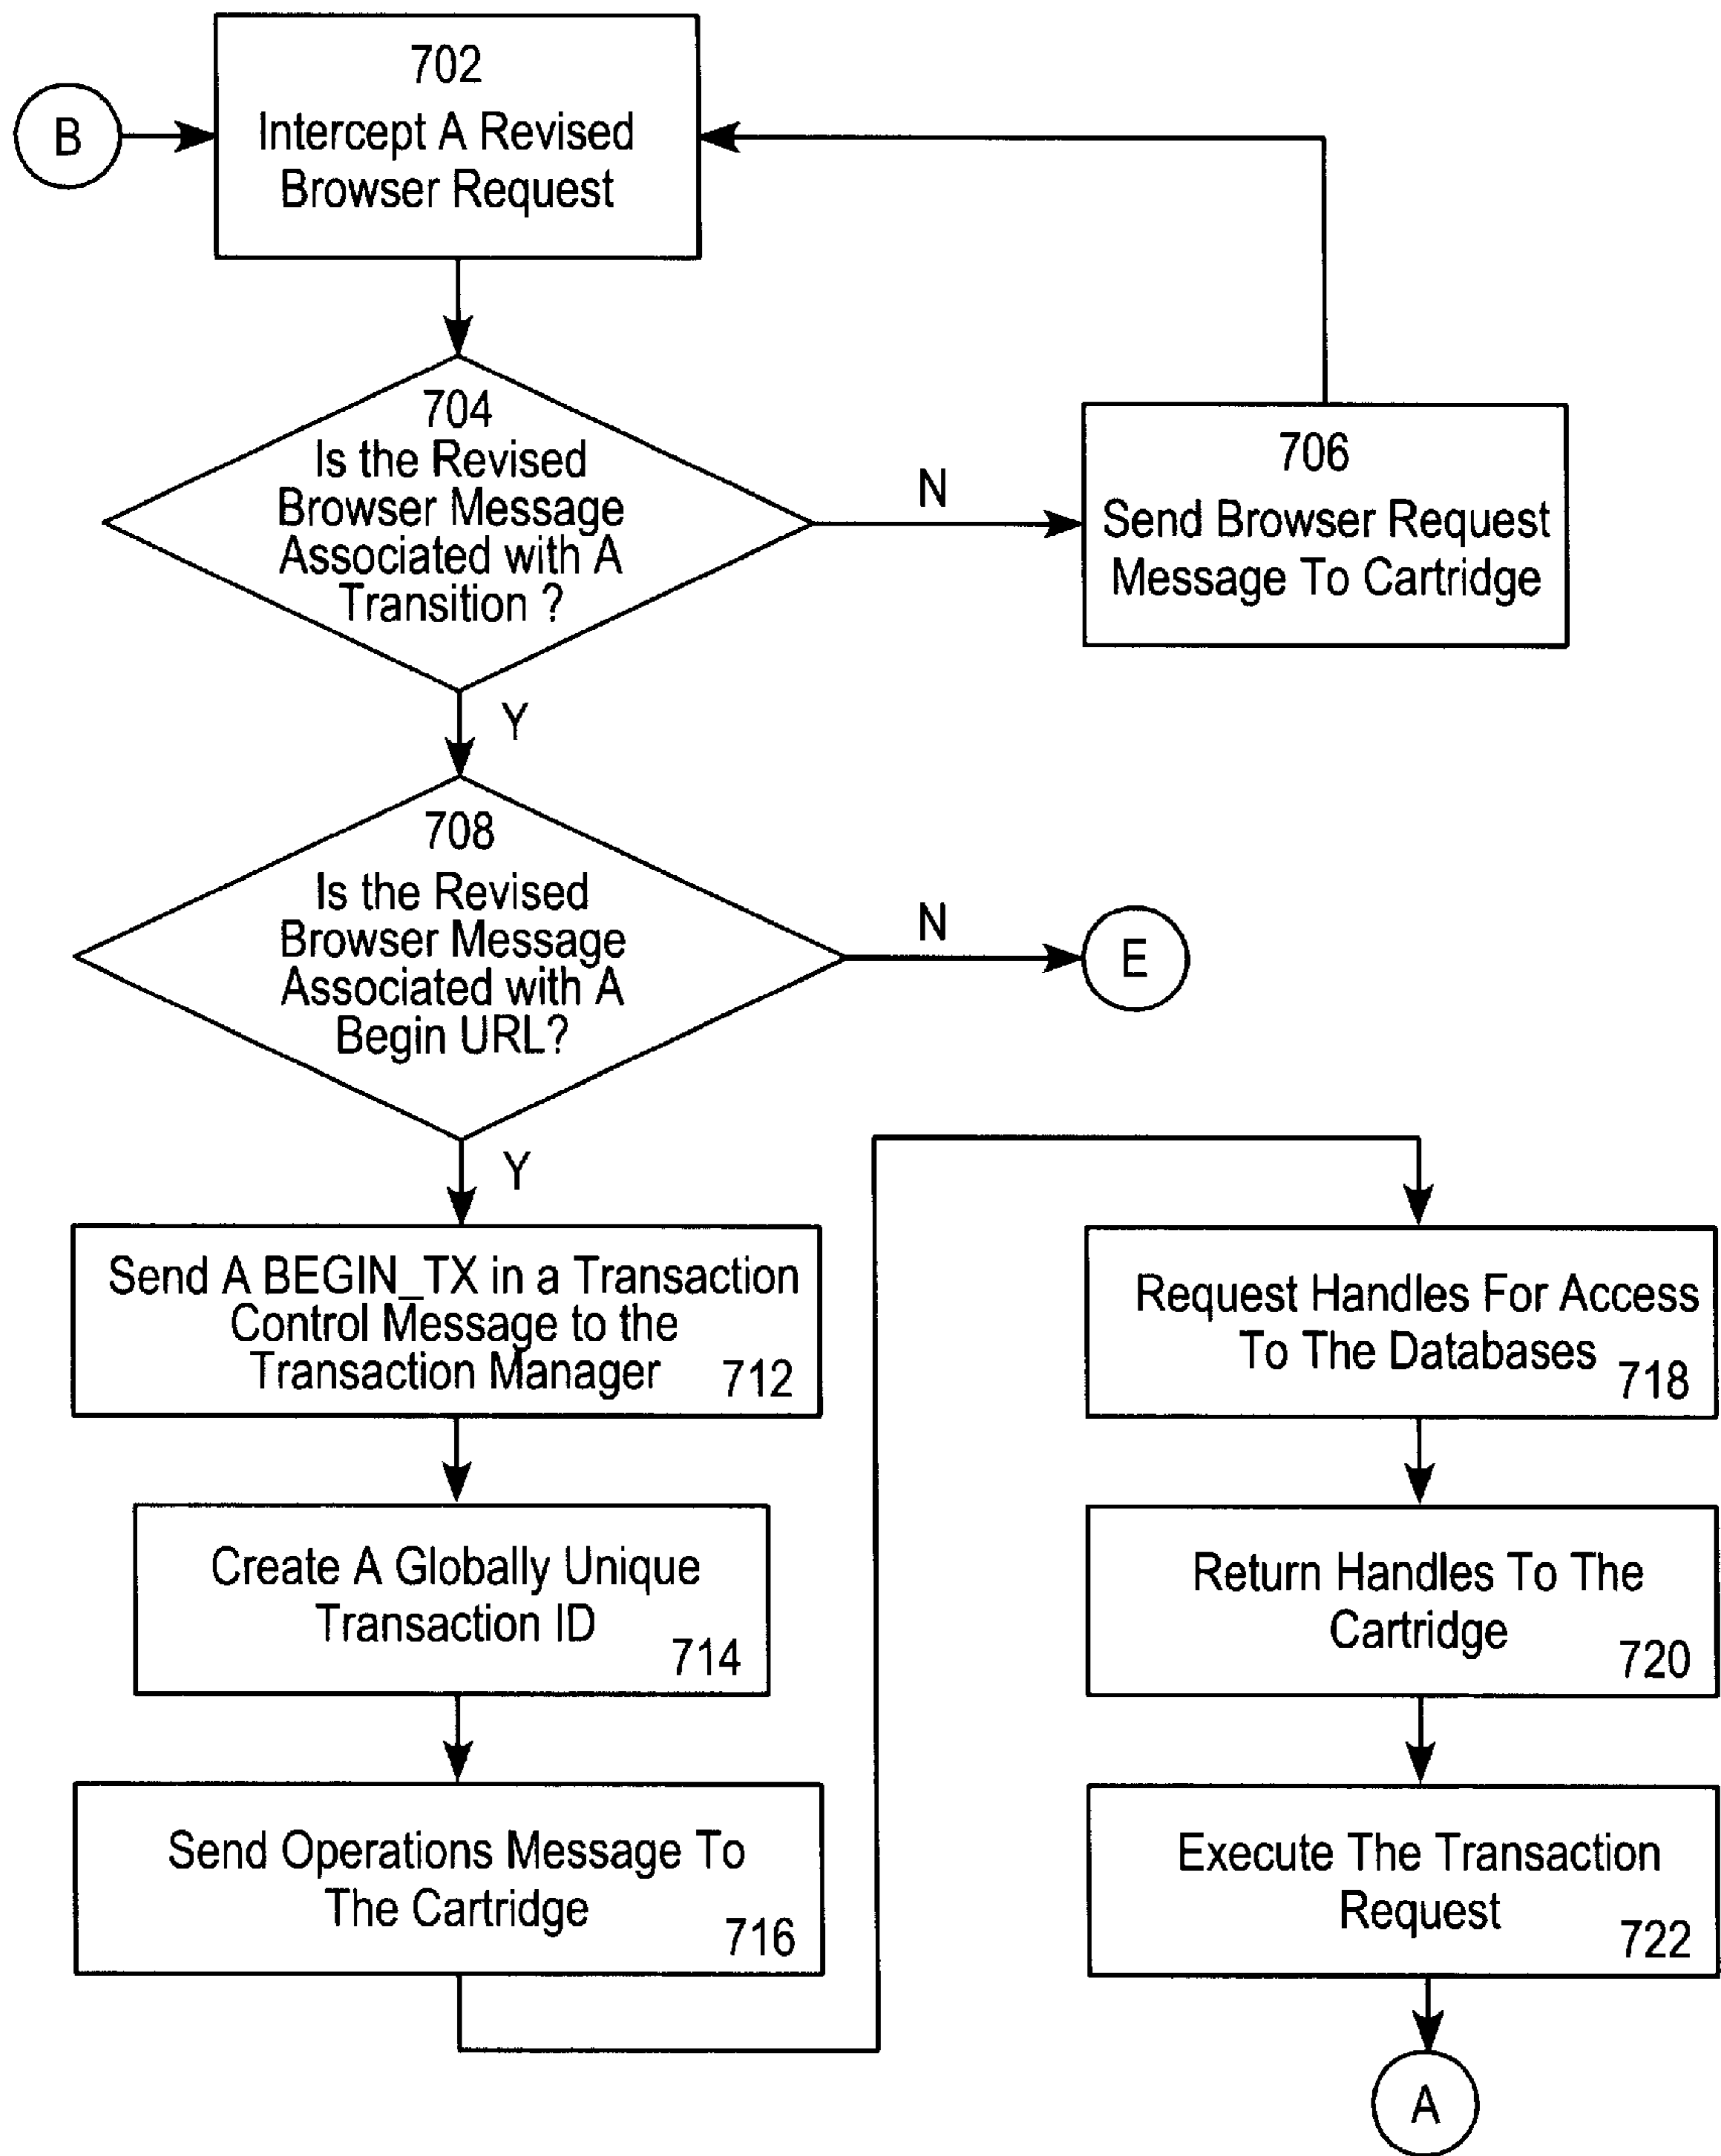 702
Intercept A Revised
Browser Request
B
704
Is the Revised
Browser Message
Associated with A
Transition ?
N
706
Send Browser Request
Message To Cartridge
Y
708
Is the Revised
Browser Message
Associated with A
Begin URL?
N
E
Y
Send A BEGIN_TX in a Transaction
Control Message to the
Transaction Manager
712
Create A Globally Unique
Transaction ID
714
Send Operations Message To
The Cartridge
716
Request Handles For Access
To The Databases
718
Return Handles To The
Cartridge
720
Execute The Transaction
Request
722
A